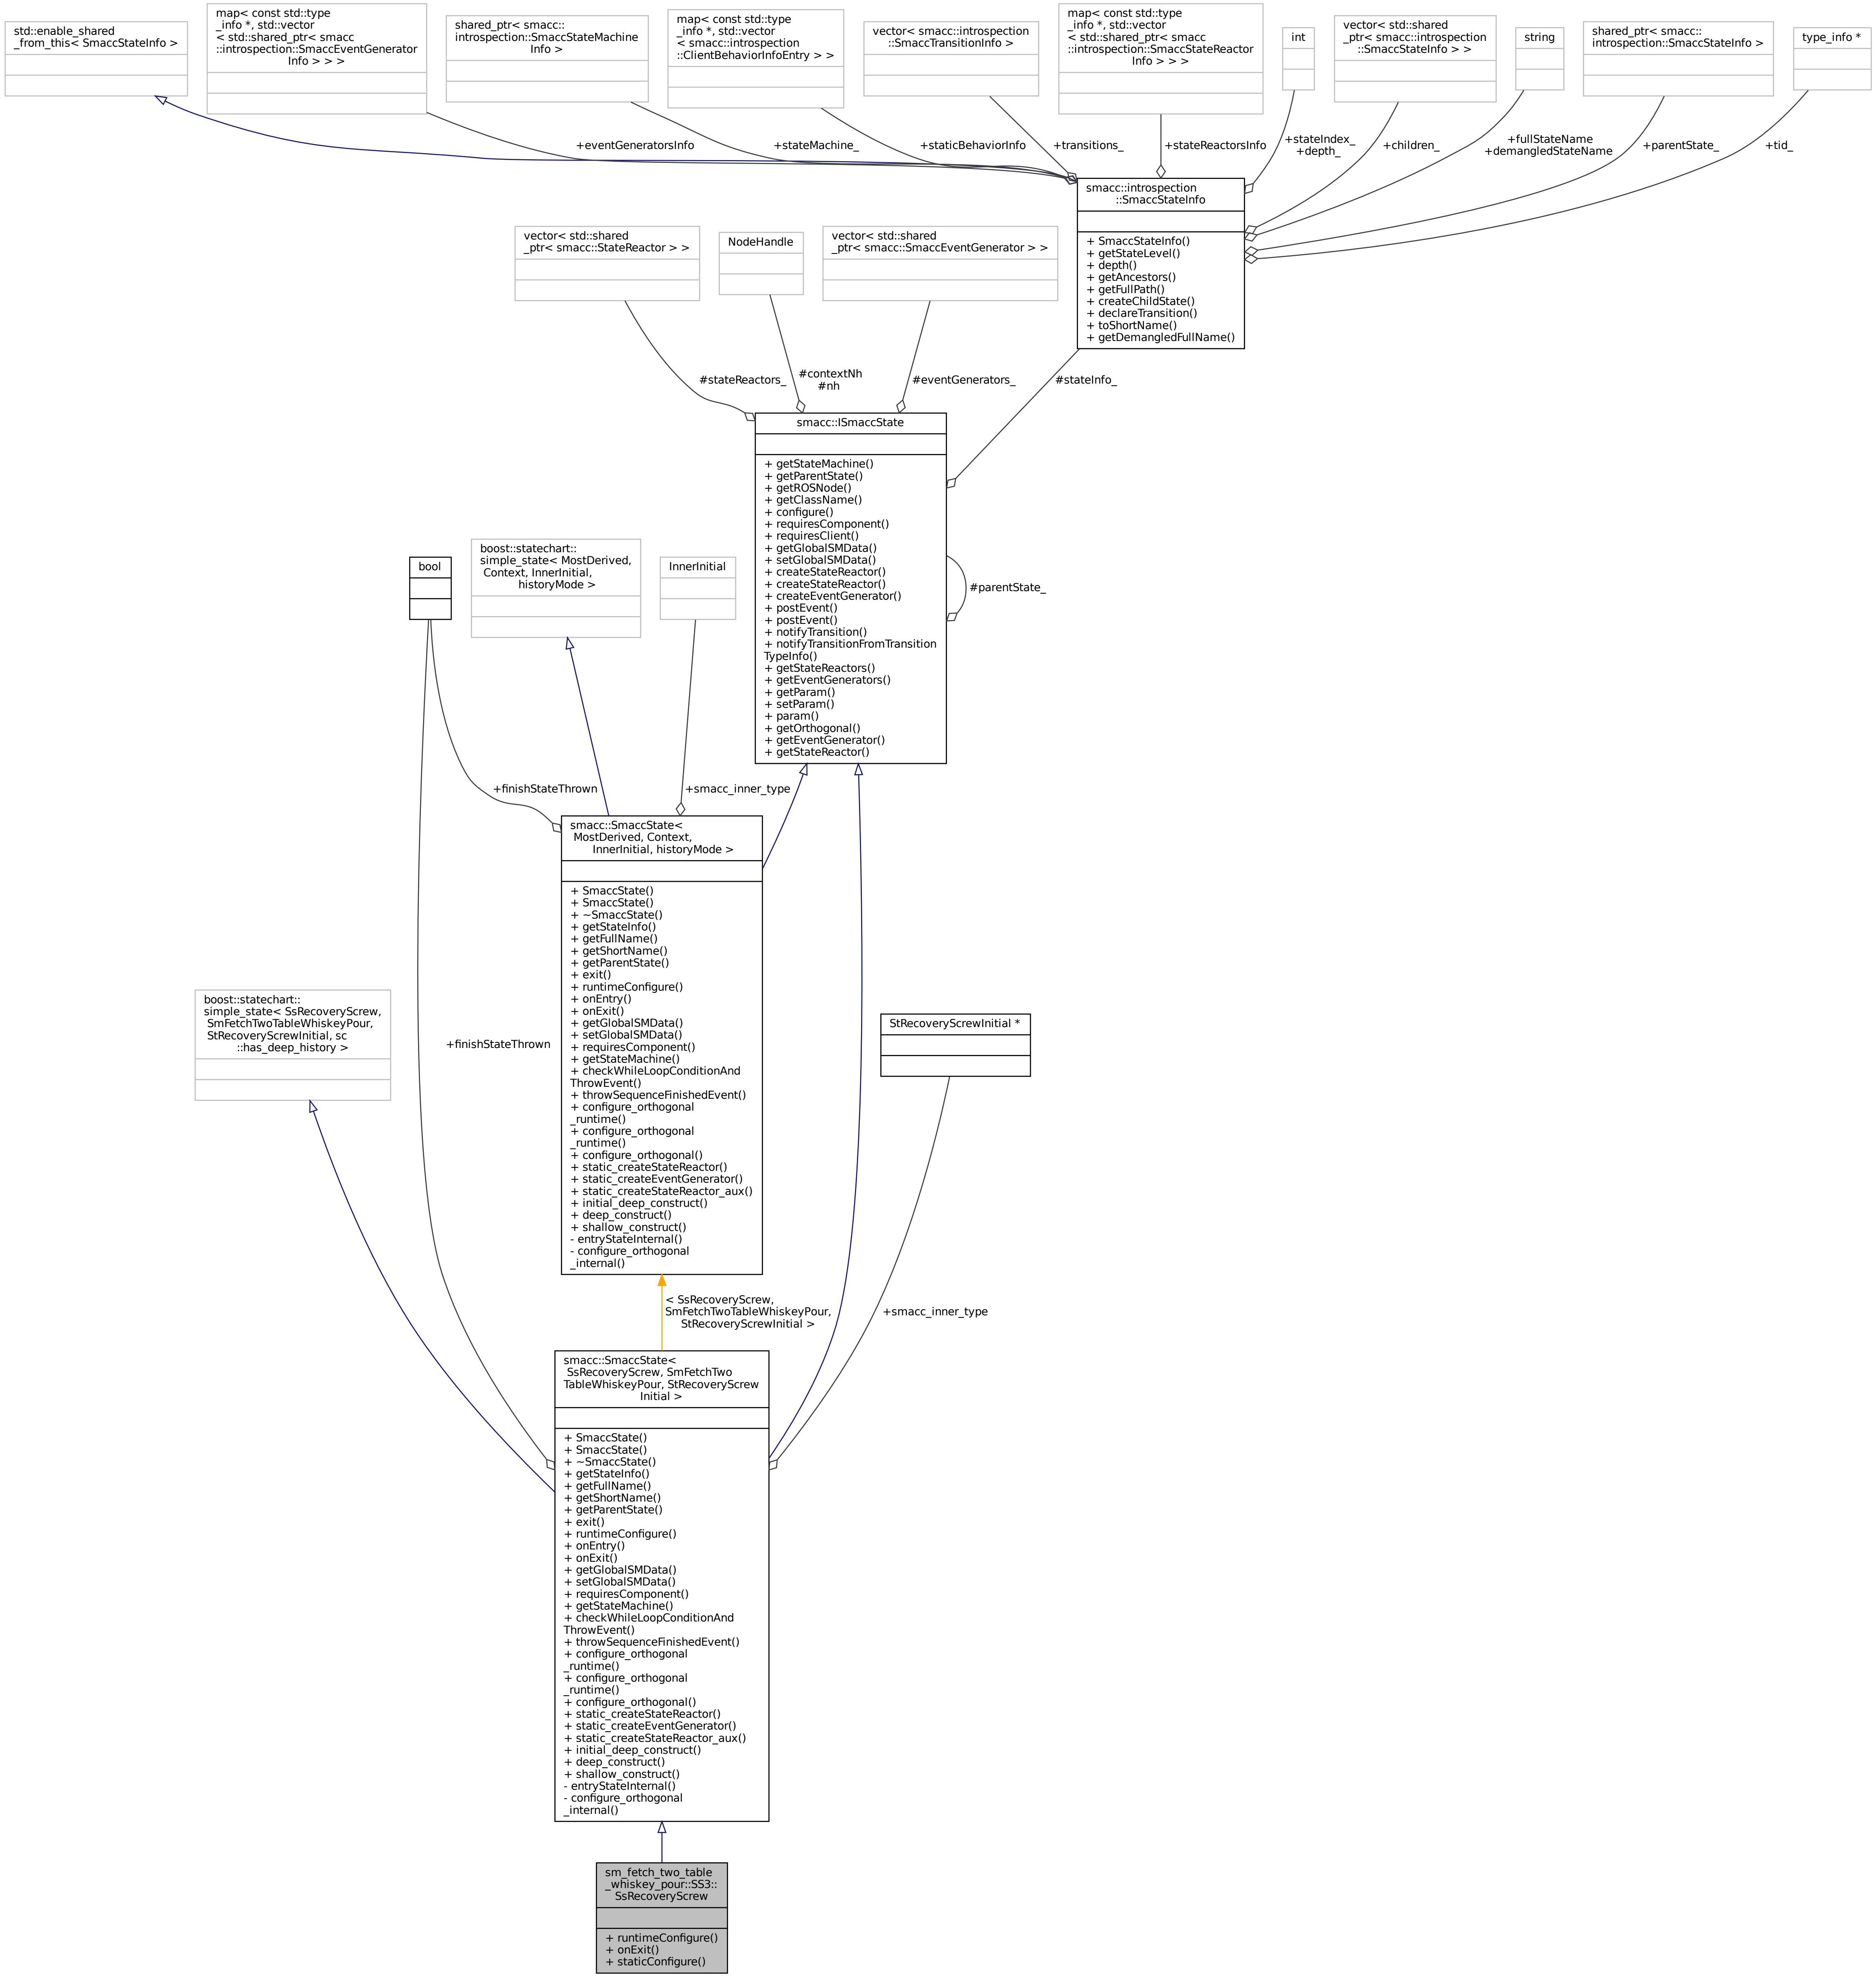 std::enable_shared
_from_this< SmaccStateInfo >
map< const std::type
_info *, std::vector
< std::shared_ptr< smacc
::introspection::SmaccEventGenerator
Info > > >
shared_ptr< smacc::
introspection::SmaccStateMachine
Info >
map< const std::type
_info *, std::vector
< smacc::introspection
::ClientBehaviorInfoEntry > >
vector< smacc::introspection
::SmaccTransitionInfo >
map< const std::type
_info *, std::vector
< std::shared_ptr< smacc
::introspection::SmaccStateReactor
Info > > >
int
vector< std::shared
_ptr< smacc::introspection
::SmaccStateInfo > >
string
shared_ptr< smacc::
introspection::SmaccStateInfo >
type_info *
+eventGeneratorsInfo
+stateMachine_
+staticBehaviorInfo
+transitions_
+stateReactorsInfo
+stateIndex_
+depth_
+children_
+fullStateName
+demangledStateName
+parentState_
+tid_
smacc::introspection
::SmaccStateInfo
+ SmaccStateInfo()
+ getStateLevel()
+ depth()
+ getAncestors()
+ getFullPath()
+ createChildState()
+ declareTransition()
+ toShortName()
+ getDemangledFullName()
vector< std::shared
_ptr< smacc::StateReactor > >
NodeHandle
vector< std::shared
_ptr< smacc::SmaccEventGenerator > >
#stateReactors_
#contextNh
#nh
#eventGenerators_
#stateInfo_
smacc::ISmaccState
+ getStateMachine()
+ getParentState()
+ getROSNode()
+ getClassName()
+ configure()
+ requiresComponent()
+ requiresClient()
+ getGlobalSMData()
+ setGlobalSMData()
+ createStateReactor()
+ createStateReactor()
+ createEventGenerator()
+ postEvent()
+ postEvent()
+ notifyTransition()
+ notifyTransitionFromTransition
TypeInfo()
+ getStateReactors()
+ getEventGenerators()
+ getParam()
+ setParam()
+ param()
+ getOrthogonal()
+ getEventGenerator()
+ getStateReactor()
#parentState_
bool
boost::statechart::
simple_state< MostDerived,
Context, InnerInitial,
historyMode >
InnerInitial
+finishStateThrown
+smacc_inner_type
smacc::SmaccState<
MostDerived, Context,
InnerInitial, historyMode >
+ SmaccState()
+ SmaccState()
+ ~SmaccState()
+ getStateInfo()
+ getFullName()
+ getShortName()
+ getParentState()
+ exit()
+ runtimeConfigure()
+ onEntry()
+ onExit()
+ getGlobalSMData()
+ setGlobalSMData()
+ requiresComponent()
+ getStateMachine()
+ checkWhileLoopConditionAnd
ThrowEvent()
+ throwSequenceFinishedEvent()
+ configure_orthogonal
_runtime()
+ configure_orthogonal
_runtime()
+ configure_orthogonal()
+ static_createStateReactor()
+ static_createEventGenerator()
+ static_createStateReactor_aux()
+ initial_deep_construct()
+ deep_construct()
+ shallow_construct()
- entryStateInternal()
- configure_orthogonal
_internal()
boost::statechart::
simple_state< SsRecoveryScrew,
SmFetchTwoTableWhiskeyPour,
StRecoveryScrewInitial, sc
::has_deep_history >
+finishStateThrown
StRecoveryScrewInitial *
< SsRecoveryScrew,
SmFetchTwoTableWhiskeyPour,
StRecoveryScrewInitial >
+smacc_inner_type
smacc::SmaccState<
SsRecoveryScrew, SmFetchTwo
TableWhiskeyPour, StRecoveryScrew
Initial >
+ SmaccState()
+ SmaccState()
+ ~SmaccState()
+ getStateInfo()
+ getFullName()
+ getShortName()
+ getParentState()
+ exit()
+ runtimeConfigure()
+ onEntry()
+ onExit()
+ getGlobalSMData()
+ setGlobalSMData()
+ requiresComponent()
+ getStateMachine()
+ checkWhileLoopConditionAnd
ThrowEvent()
+ throwSequenceFinishedEvent()
+ configure_orthogonal
_runtime()
+ configure_orthogonal
_runtime()
+ configure_orthogonal()
+ static_createStateReactor()
+ static_createEventGenerator()
+ static_createStateReactor_aux()
+ initial_deep_construct()
+ deep_construct()
+ shallow_construct()
- entryStateInternal()
- configure_orthogonal
_internal()
sm_fetch_two_table
_whiskey_pour::SS3::
SsRecoveryScrew
+ runtimeConfigure()
+ onExit()
+ staticConfigure()